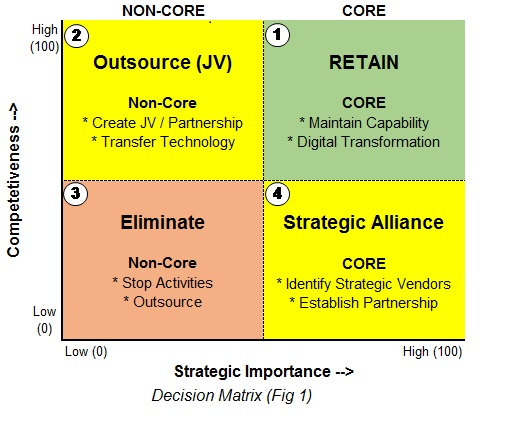 NON-CORE CORE
High
(100)
2
1
Outsource (JV)
RETAIN
Non-Core
* Create JV / Partnership
* Transfer Technology
CORE
* Maintain Capability
* Digital Transformation
Competetiveness -->
3
4
Eliminate
Strategic Alliance
Non-Core
* Stop Activities
* Outsource
CORE
* Identify Strategic Vendors
* Establish Partnership
Low
(0)
Low (0) High (100)
Strategic Importance -->
Decision Matrix (Fig 1)